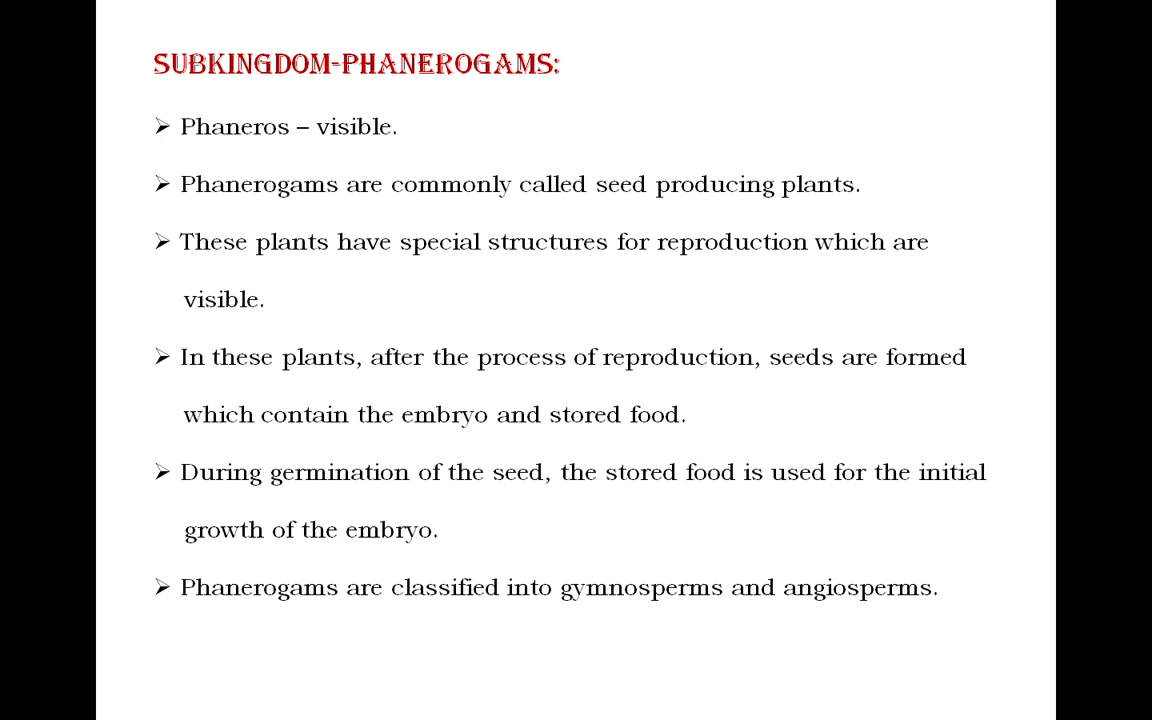 SUBKINGDOM-PHANEROGAMS:
➢ Phaneros – visible.
➢ Phanerogams are commonly called seed producing plants.
➢ These plants have special structures for reproduction which are
visible.
➢ In these plants, after the process of reproduction, seeds are formed
which contain the embryo and stored food.
➢ During germination of the seed, the stored food is used for the initial
growth of the embryo.
➢ Phanerogams are classified into gymnosperms and angiosperms.